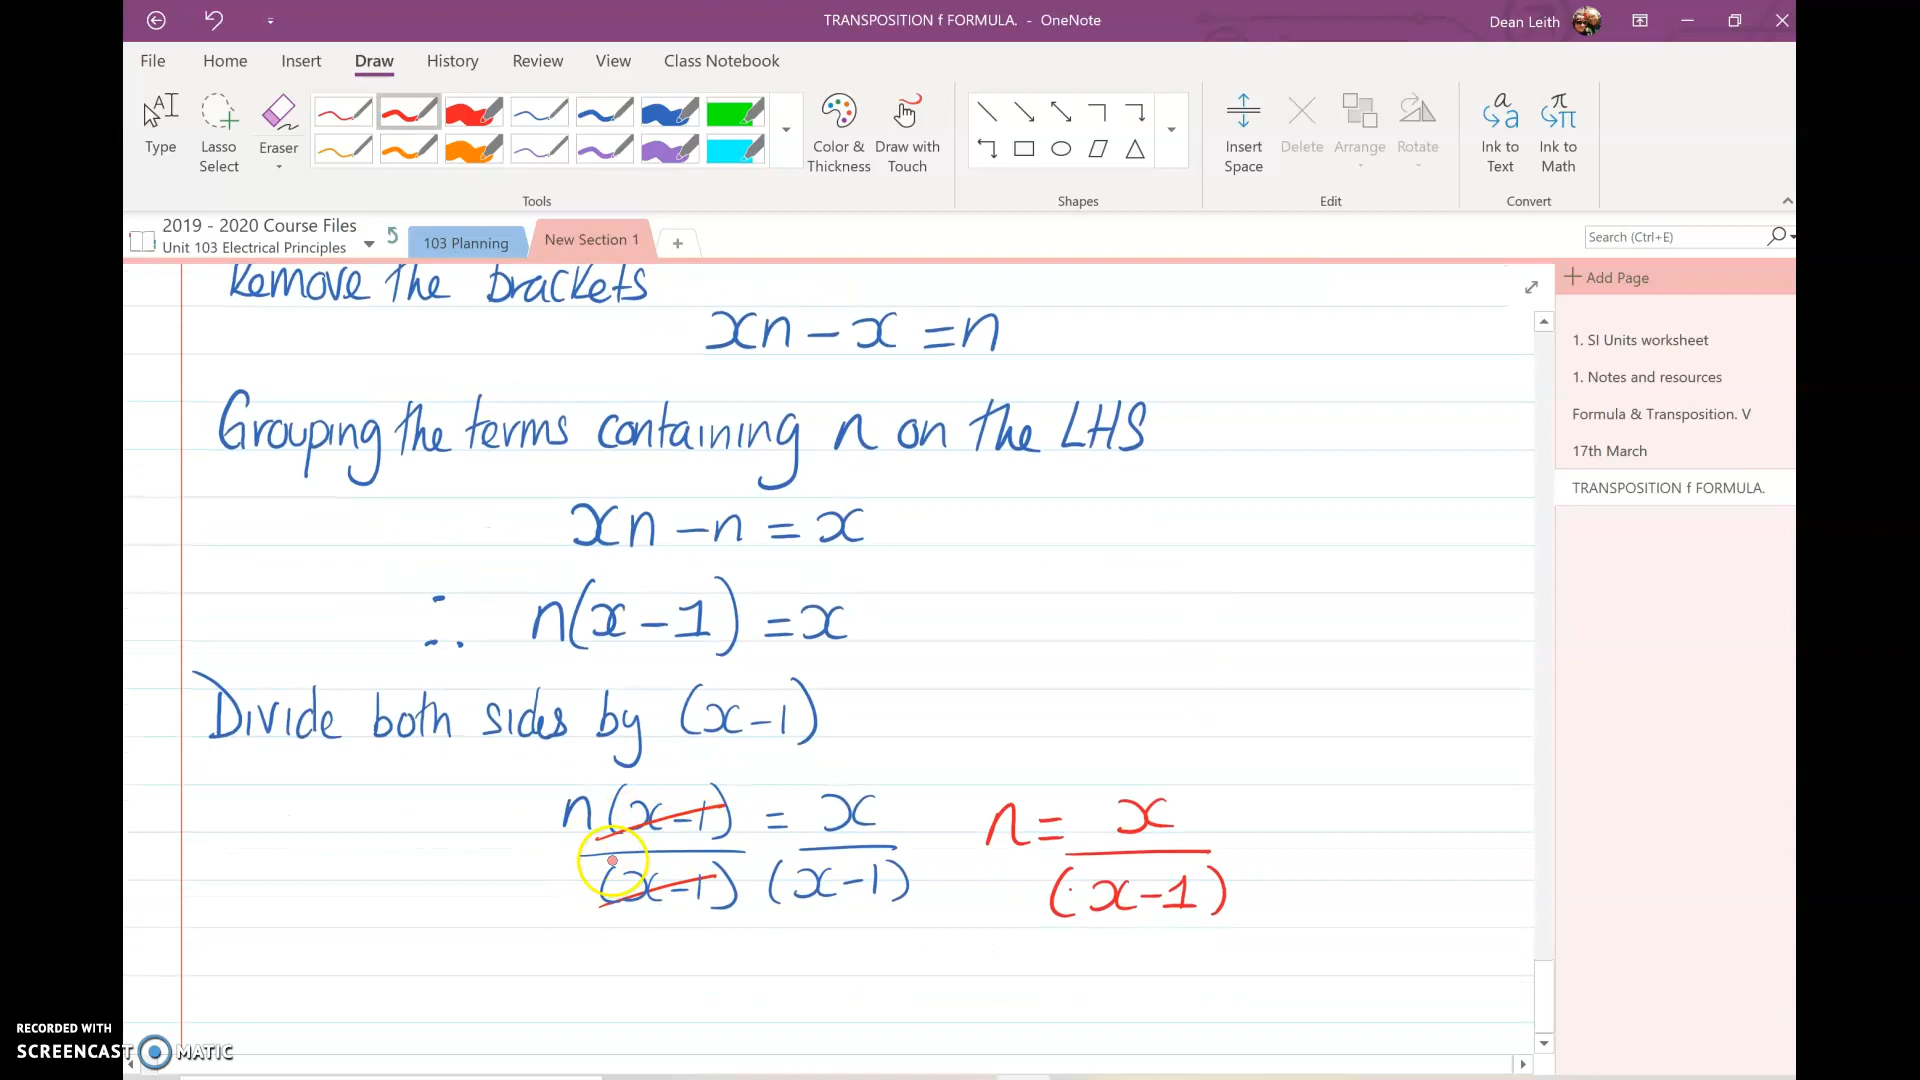 TRANSPOSITION f FORMULA. - OneNote
Dean Leith
File Home Insert Draw History Review View Class Notebook
Type
Lasso Select
Eraser
Color & Thickness
Draw with Touch
Insert Space
Delete
Arrange
Rotate
Ink to Text
Ink to Math
Tools
Shapes
Edit
Convert
2019 - 2020 Course Files
Unit 103 Electrical Principles
103 Planning
New Section 1
Search (Ctrl+E)
Add Page
1. SI Units worksheet
1. Notes and resources
Formula & Transposition. V
17th March
TRANSPOSITION f FORMULA.
Remove the brackets
xn - x = n
Grouping the terms containing n on the LHS
xn - n = x
∴ n(x - 1) = x
Divide both sides by (x - 1)
n(x-1) = x
(x-1) (x-1)
n = x
(x-1)
RECORDED WITH
SCREENCAST MATIC